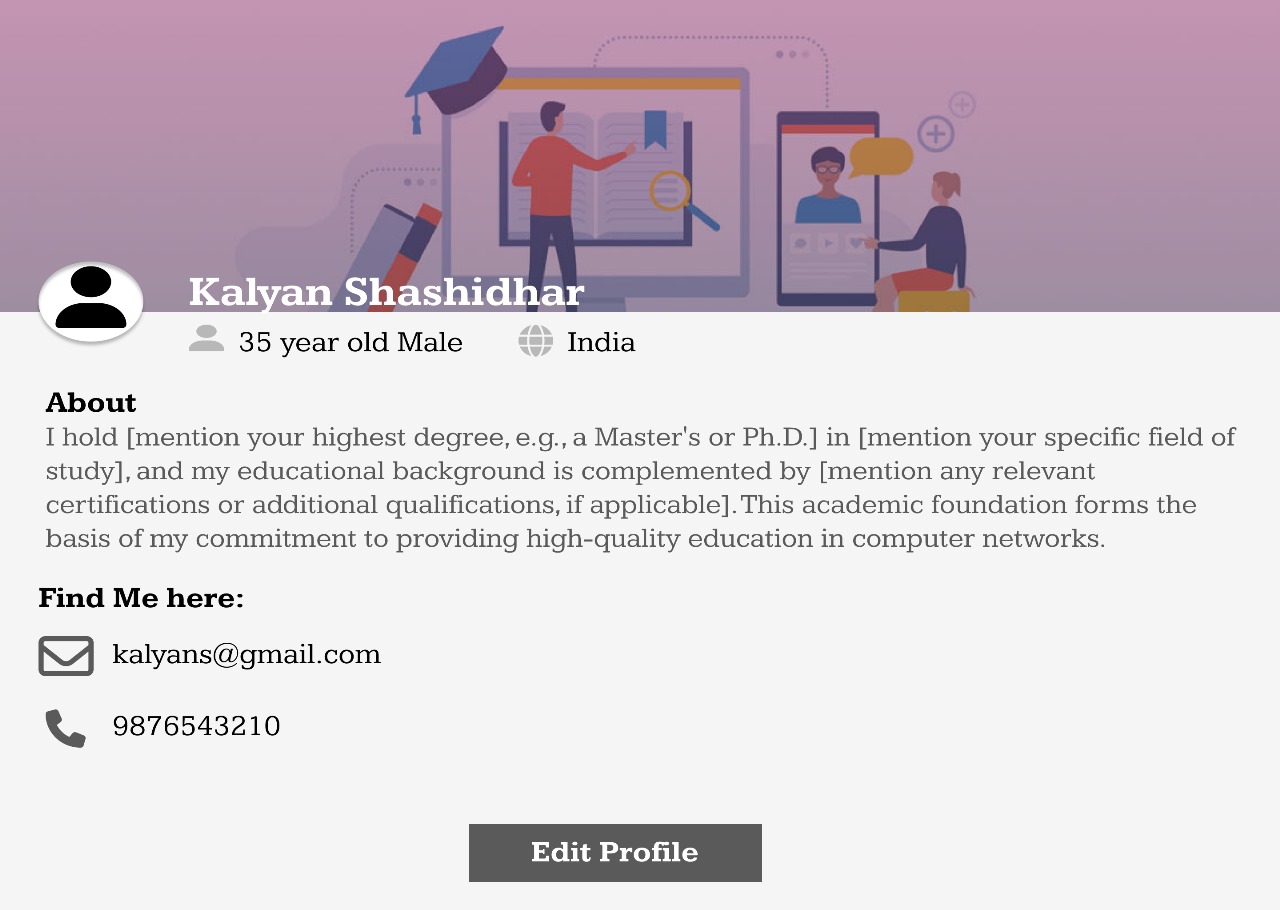 Kalyan Shashidhar
35 year old Male
India
About
I hold [mention your highest degree, e.g., a Master's or Ph.D.] in [mention your specific field of
study], and my educational background is complemented by [mention any relevant
certifications or additional qualifications, if applicable]. This academic foundation forms the
basis of my commitment to providing high-quality education in computer networks.
Find Me here:
kalyans@gmail.com
9876543210
Edit Profile